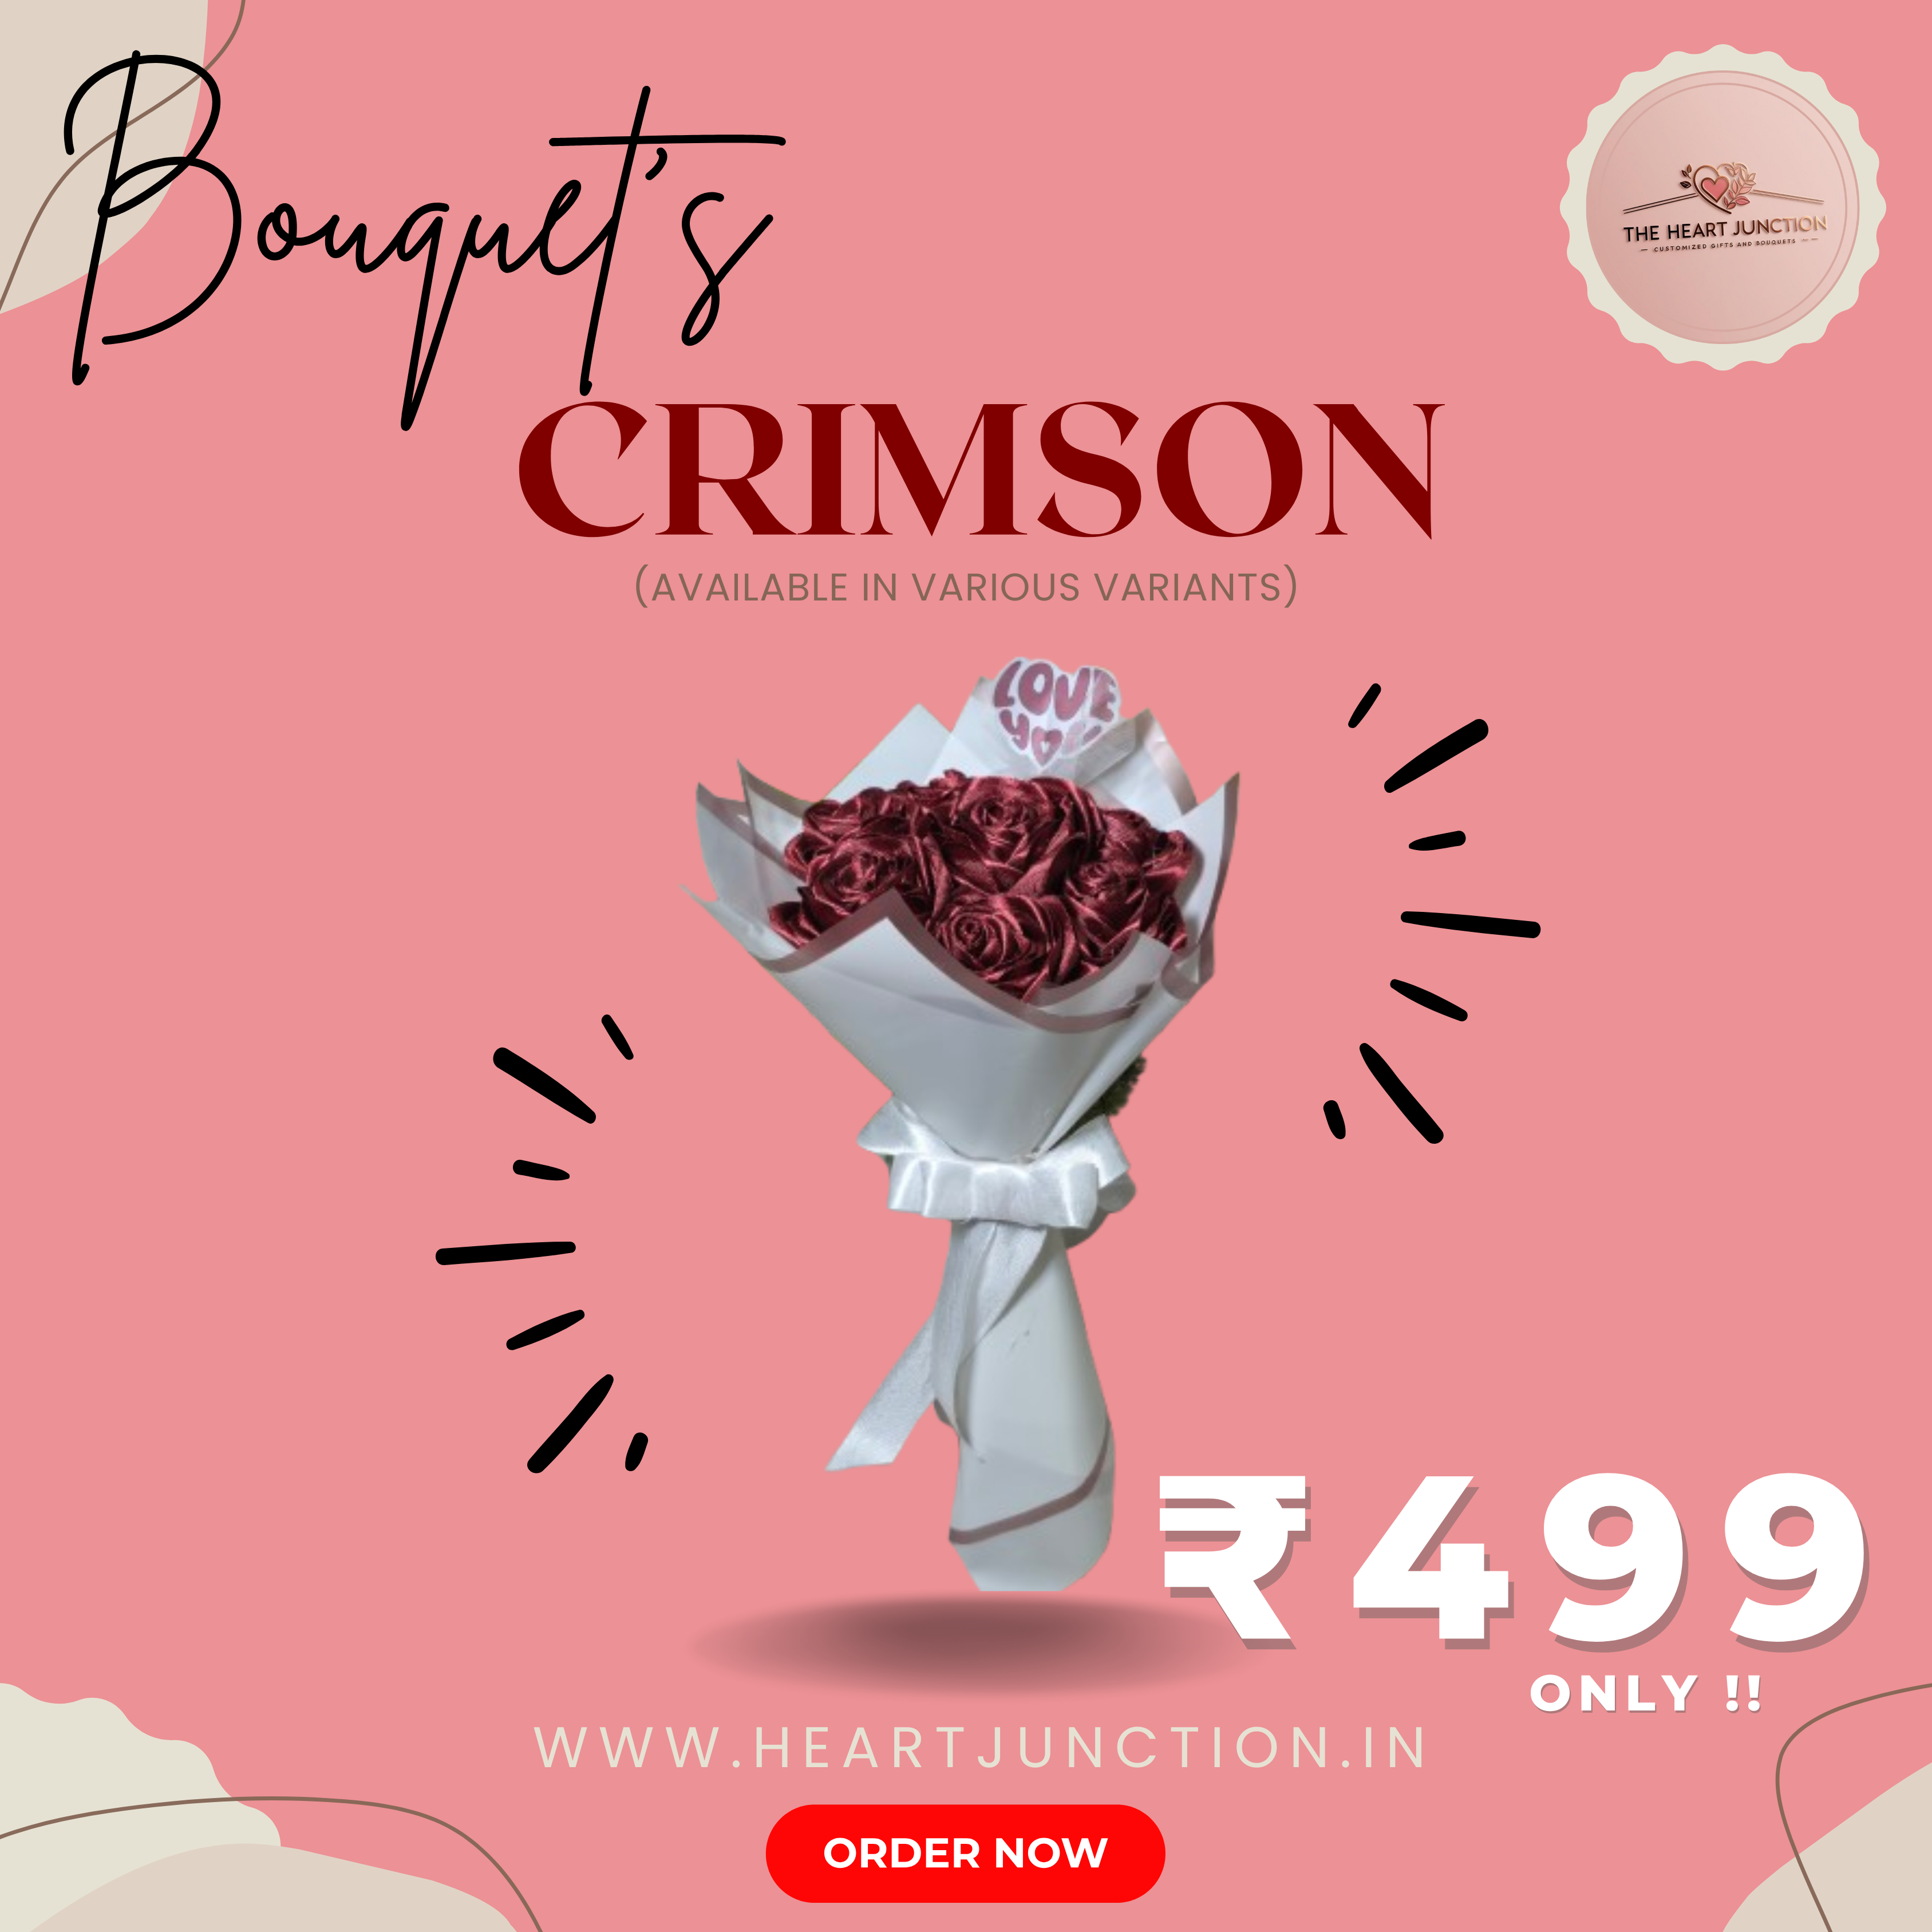 Bouquet's
THE HEART JUNCTION
— CUSTOMIZED GIFTS AND BOUQUETS —
CRIMSON
(AVAILABLE IN VARIOUS VARIANTS)
LOVE
YOU
₹499
ONLY !!
WWW.HEARTJUNCTION.IN
ORDER NOW